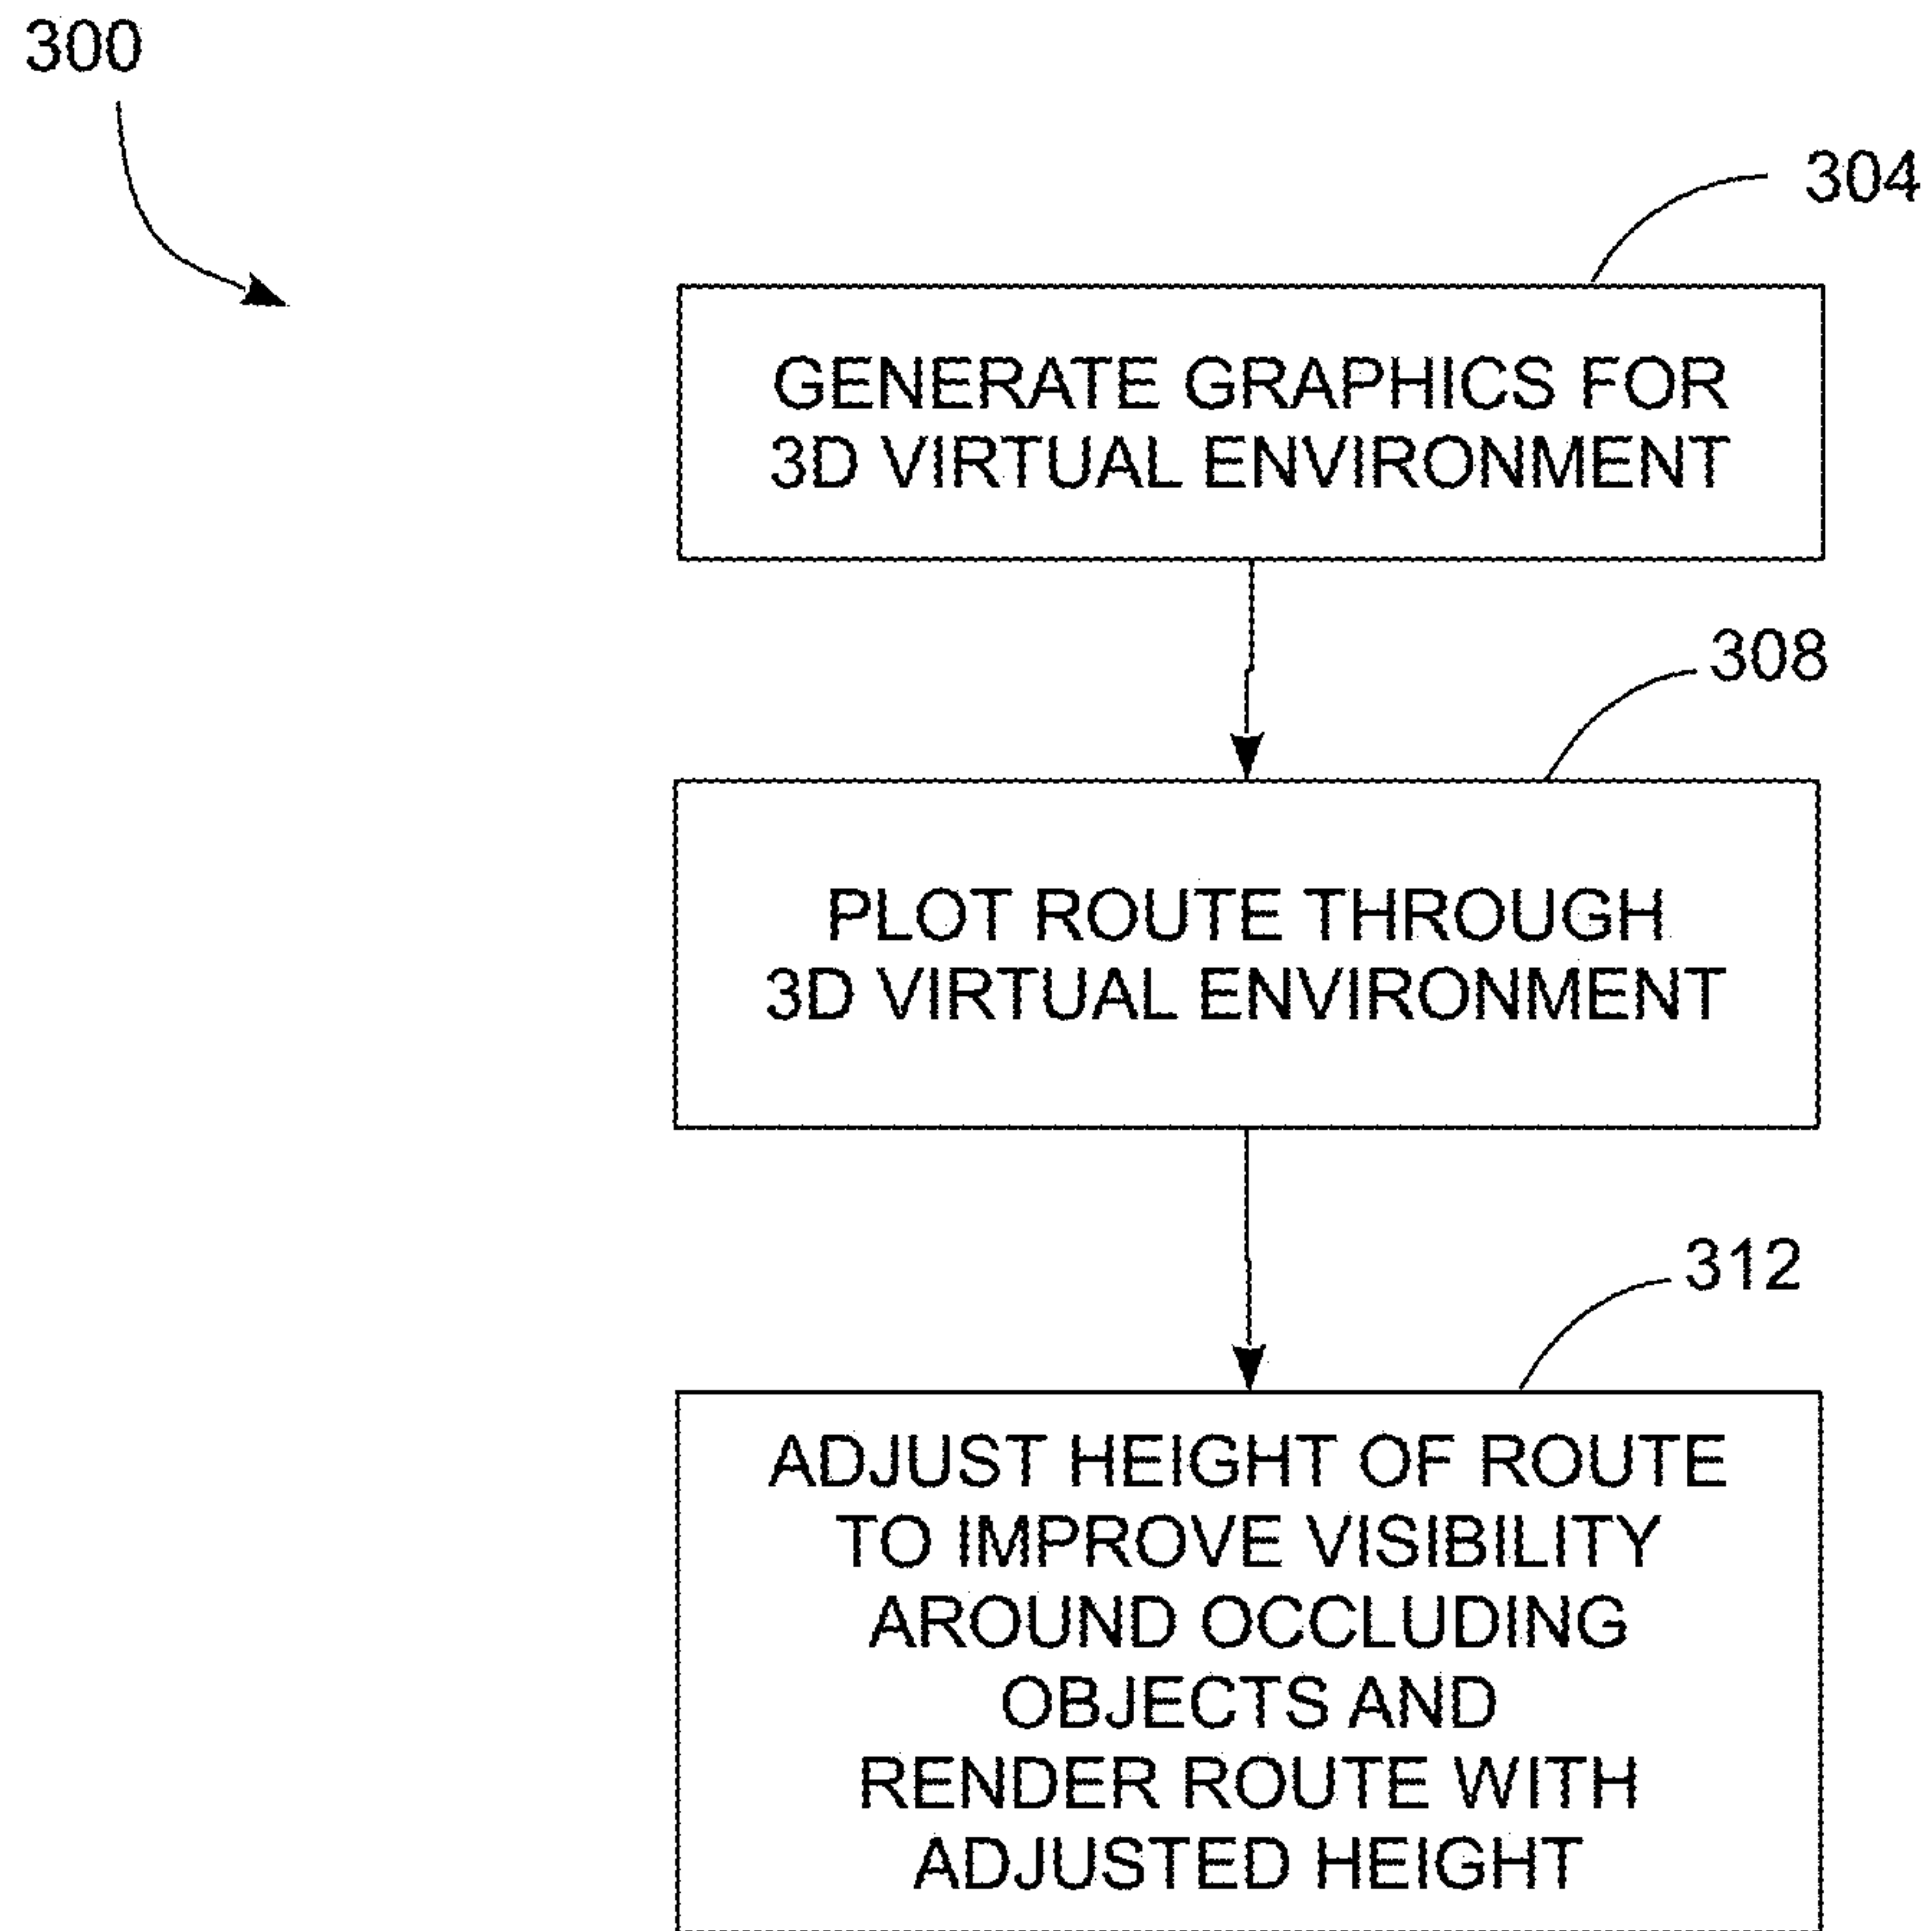 300
304
GENERATE GRAPHICS FOR
3D VIRTUAL ENVIRONMENT
308
PLOT ROUTE THROUGH
3D VIRTUAL ENVIRONMENT
312
ADJUST HEIGHT OF ROUTE
TO IMPROVE VISIBILITY
AROUND OCCLUDING
OBJECTS AND
RENDER ROUTE WITH
ADJUSTED HEIGHT